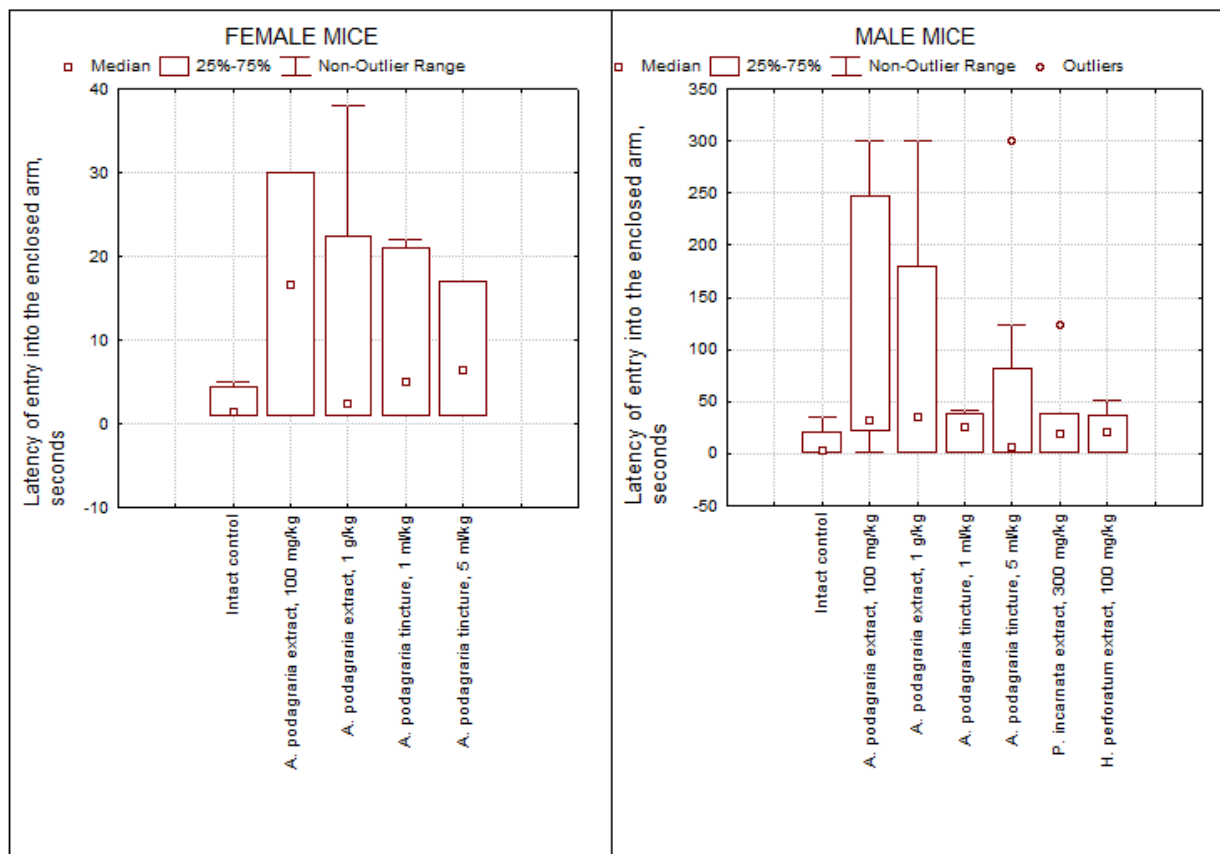 FEMALE MICE
Median 25%-75% Non-Outlier Range
Latency of entry into the enclosed arm,
seconds
40
30
20
10
0
-10
Intact control
A. podagraria extract, 100 mg/kg
A. podagraria extract, 1 g/kg
A. podagraria tincture, 1 ml/kg
A. podagraria tincture, 5 ml/kg
MALE MICE
Median 25%-75% Non-Outlier Range Outliers
Latency of entry into the enclosed arm,
seconds
350
300
250
200
150
100
50
0
-50
Intact control
A. podagraria extract, 100 mg/kg
A. podagraria extract, 1 g/kg
A. podagraria tincture, 1 ml/kg
A. podagraria tincture, 5 ml/kg
P. incarnata extract, 300 mg/kg
H. perforatum extract, 100 mg/kg